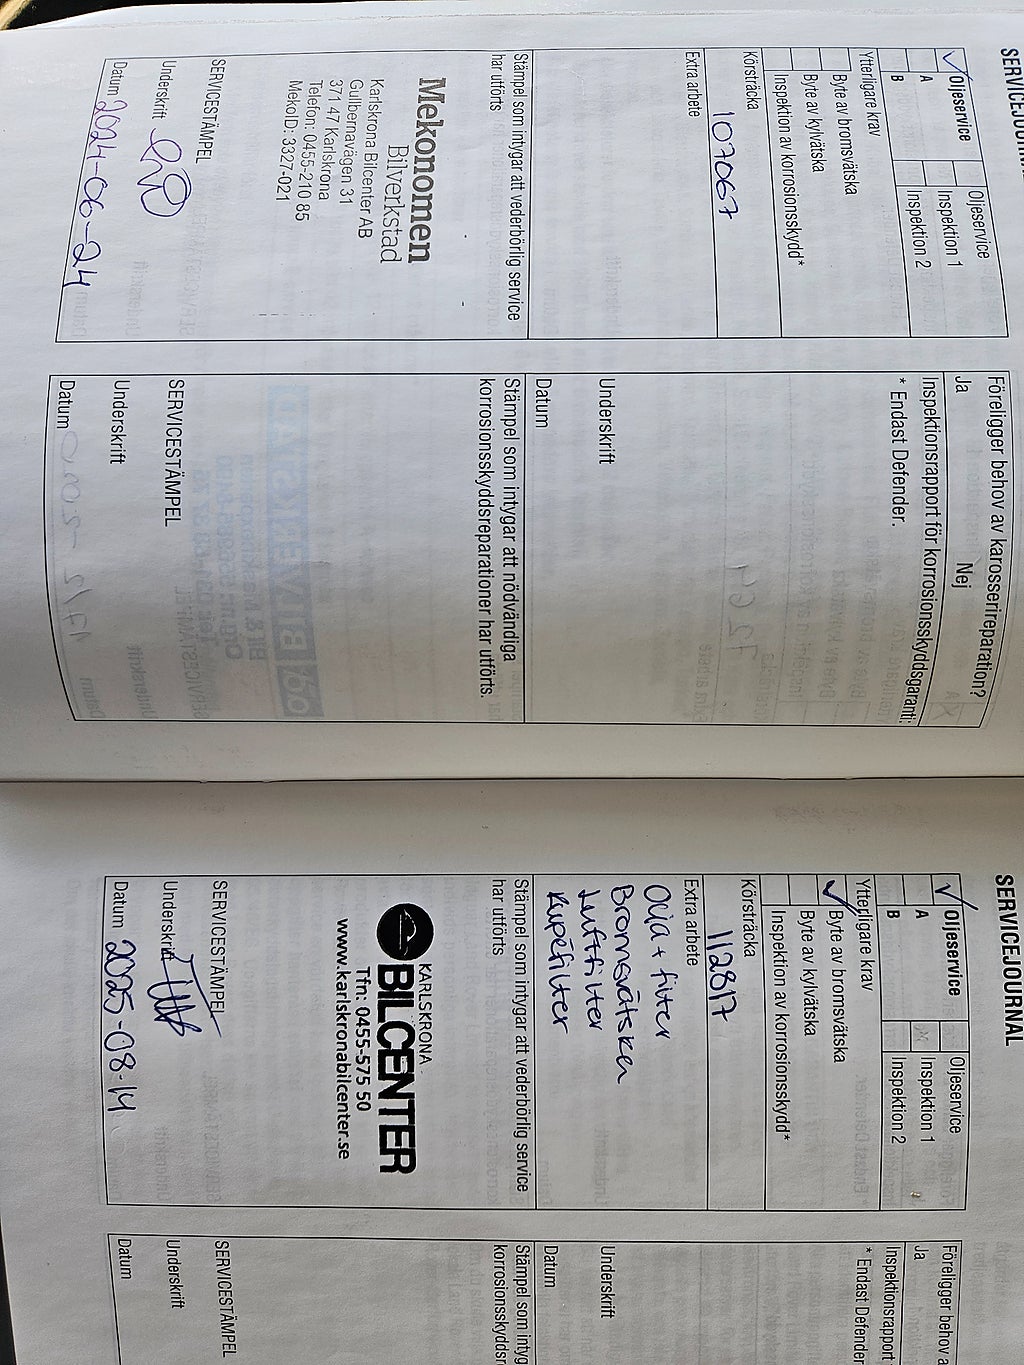 SERVICEJOURNAL
Oljeservice
A
B
Oljeservice
Inspektion 1
Inspektion 2
Ytterligare krav
Byte av bromsvätska
Byte av kylvätska
Inspektion av korrosionsskydd*
Körsträcka
107067
Extra arbete
Stämpel som intygar att vederbörlig service
har utförts
Mekonomen
Bilverkstad
Karlskrona Bilcenter AB
Gullbernavägen 31
371 47 Karlskrona
Telefon: 0455-210 85
MekoID: 3327-021
SERVICESTÄMPEL
Underskrift
Datum 2024-06-24
Föreligger behov av karosserireparation?
Ja Nej
Inspektionsrapport för korrosionsskyddsgaranti:
* Endast Defender.
Underskrift
Datum
Stämpel som intygar att nödvändiga
korrosionsskyddsreparationer har utförts.
SERVICESTÄMPEL
Underskrift
Datum
SERVICEJOURNAL
Oljeservice
A
B
Oljeservice
Inspektion 1
Inspektion 2
Ytterligare krav
Byte av bromsvätska
Byte av kylvätska
Inspektion av korrosionsskydd*
Körsträcka
112817
Extra arbete
Olja + filter
Bromsvätska
Luftfilter
Kupéfilter
Stämpel som intygar att vederbörlig service
har utförts
KARLSKRONA
BILCENTER
Tfn: 0455-575 50
www.karlskronabilcenter.se
SERVICESTÄMPEL
Underskrift
Datum 2025-08-14
Föreligger behov a
Ja
Inspektionsrapport
* Endast Defender
Underskrift
Datum
Stämpel som intyg
korrosionsskyddsr
SERVICESTÄMPEL
Underskrift
Datum